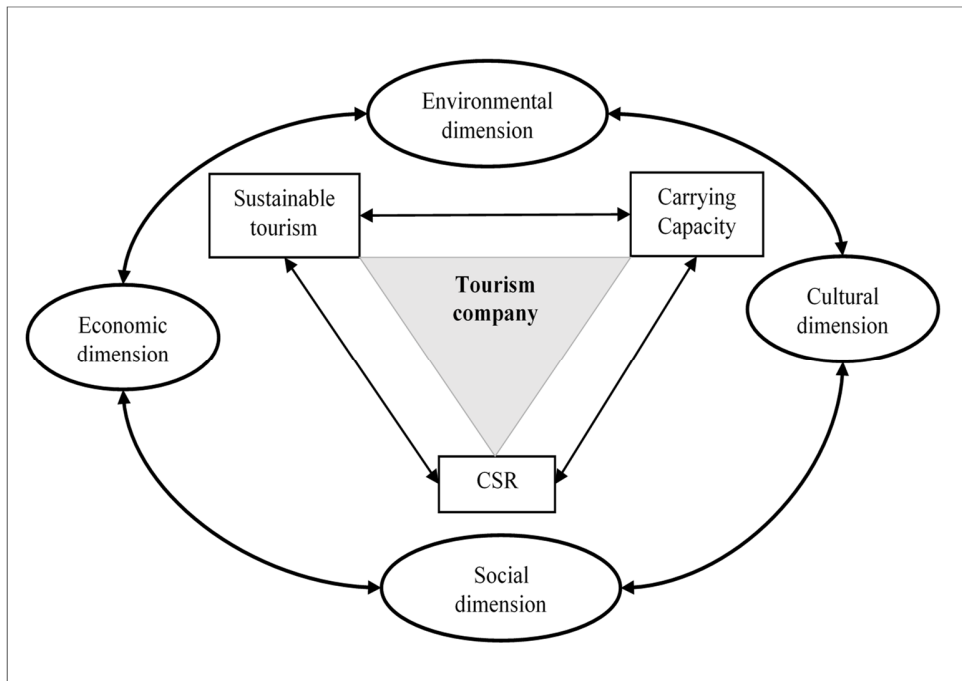 Environmental
dimension
Sustainable
tourism
Carrying
Capacity
Tourism
company
Economic
dimension
Cultural
dimension
CSR
Social
dimension